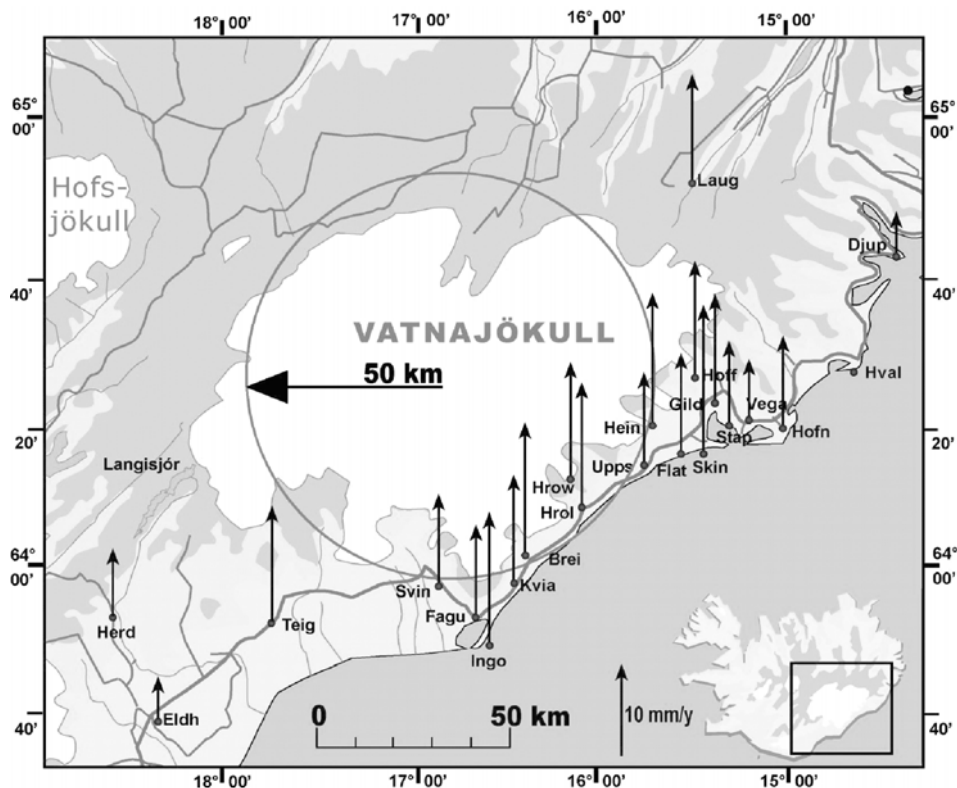 18° 00' 17° 00' 16° 00' 15° 00'
65° 00'
65° 00'
Hofs-
jökull
Laug
Djup
40'
40'
VATNAJÖKULL
50 km
Hoff
Hval
Gild
Vega
Hein
Stap
Hofn
20'
20'
Langisjór
Upps
Flat
Skin
Hrow
Hrol
64° 00'
64° 00'
Brei
Svin
Kvia
Fagu
Teig
Herd
Ingo
Eldh
0 50 km
10 mm/y
40'
40'
18° 00' 17° 00' 16° 00' 15° 00'